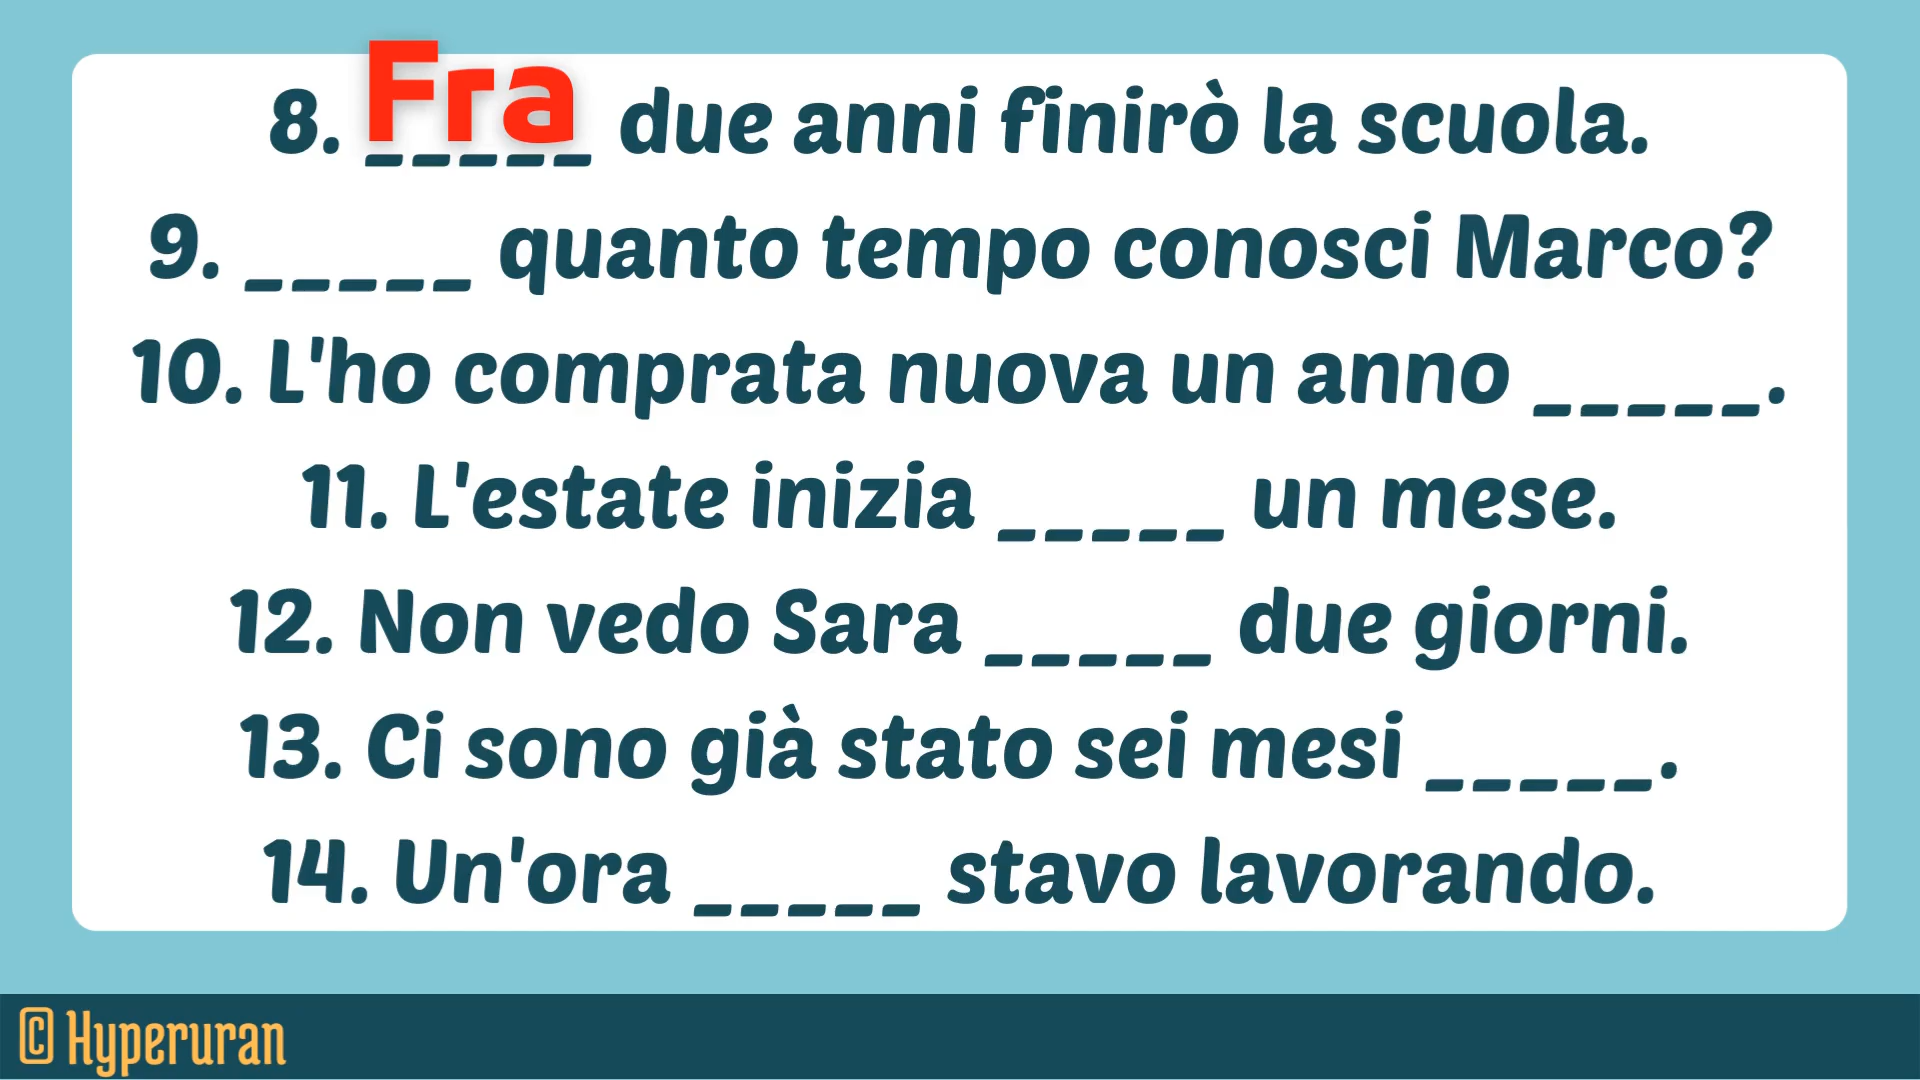 8. Fra due anni finirò la scuola.
9. _____ quanto tempo conosci Marco?
10. L'ho comprata nuova un anno _____.
11. L'estate inizia _____ un mese.
12. Non vedo Sara _____ due giorni.
13. Ci sono già stato sei mesi _____.
14. Un'ora _____ stavo lavorando.
© Hyperuran